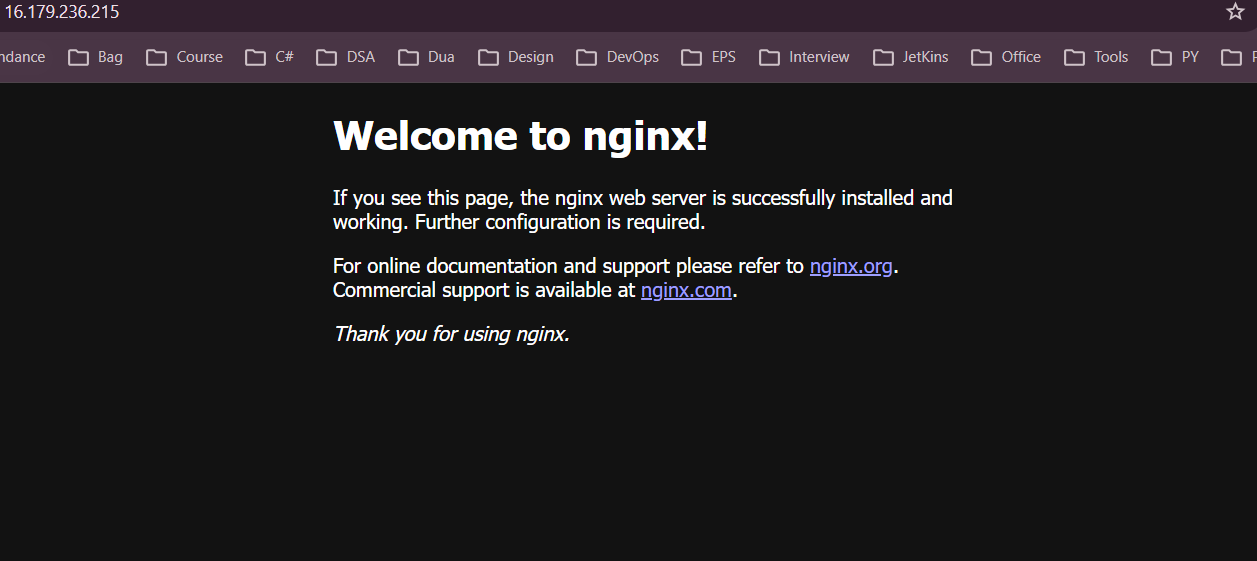 16.179.236.215
ndance Bag Course C# DSA Dua Design DevOps EPS Interview JetKins Office Tools PY
Welcome to nginx!
If you see this page, the nginx web server is successfully installed and
working. Further configuration is required.
For online documentation and support please refer to nginx.org.
Commercial support is available at nginx.com.
Thank you for using nginx.